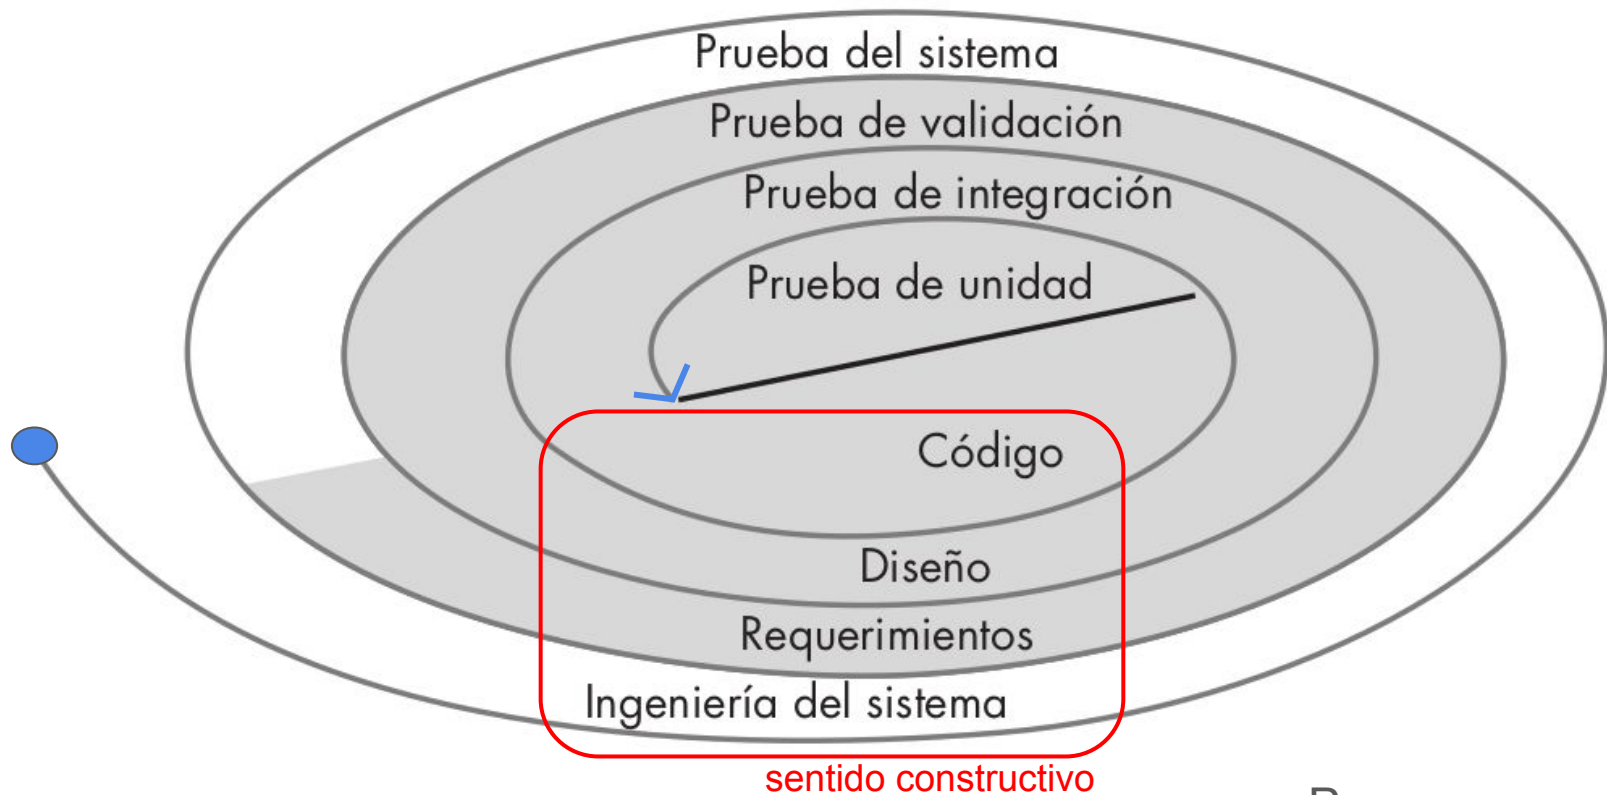 Prueba del sistema
Prueba de validación
Prueba de integración
Prueba de unidad
Código
Diseño
Requerimientos
Ingeniería del sistema
sentido constructivo